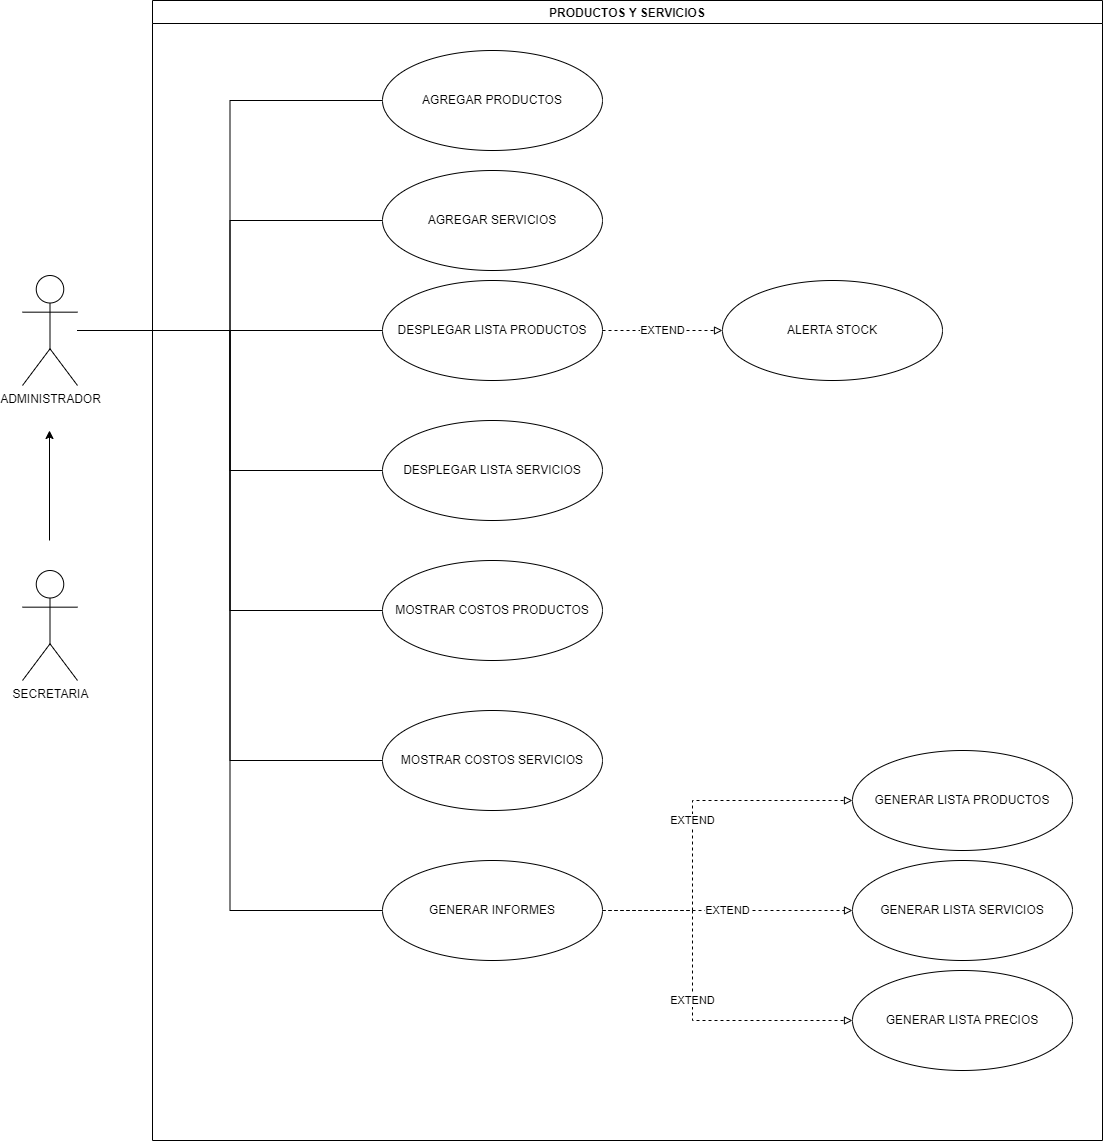 PRODUCTOS Y SERVICIOS
AGREGAR PRODUCTOS
AGREGAR SERVICIOS
DESPLEGAR LISTA PRODUCTOS
EXTEND
ALERTA STOCK
ADMINISTRADOR
DESPLEGAR LISTA SERVICIOS
MOSTRAR COSTOS PRODUCTOS
SECRETARIA
MOSTRAR COSTOS SERVICIOS
GENERAR LISTA PRODUCTOS
EXTEND
GENERAR INFORMES
EXTEND
GENERAR LISTA SERVICIOS
EXTEND
GENERAR LISTA PRECIOS